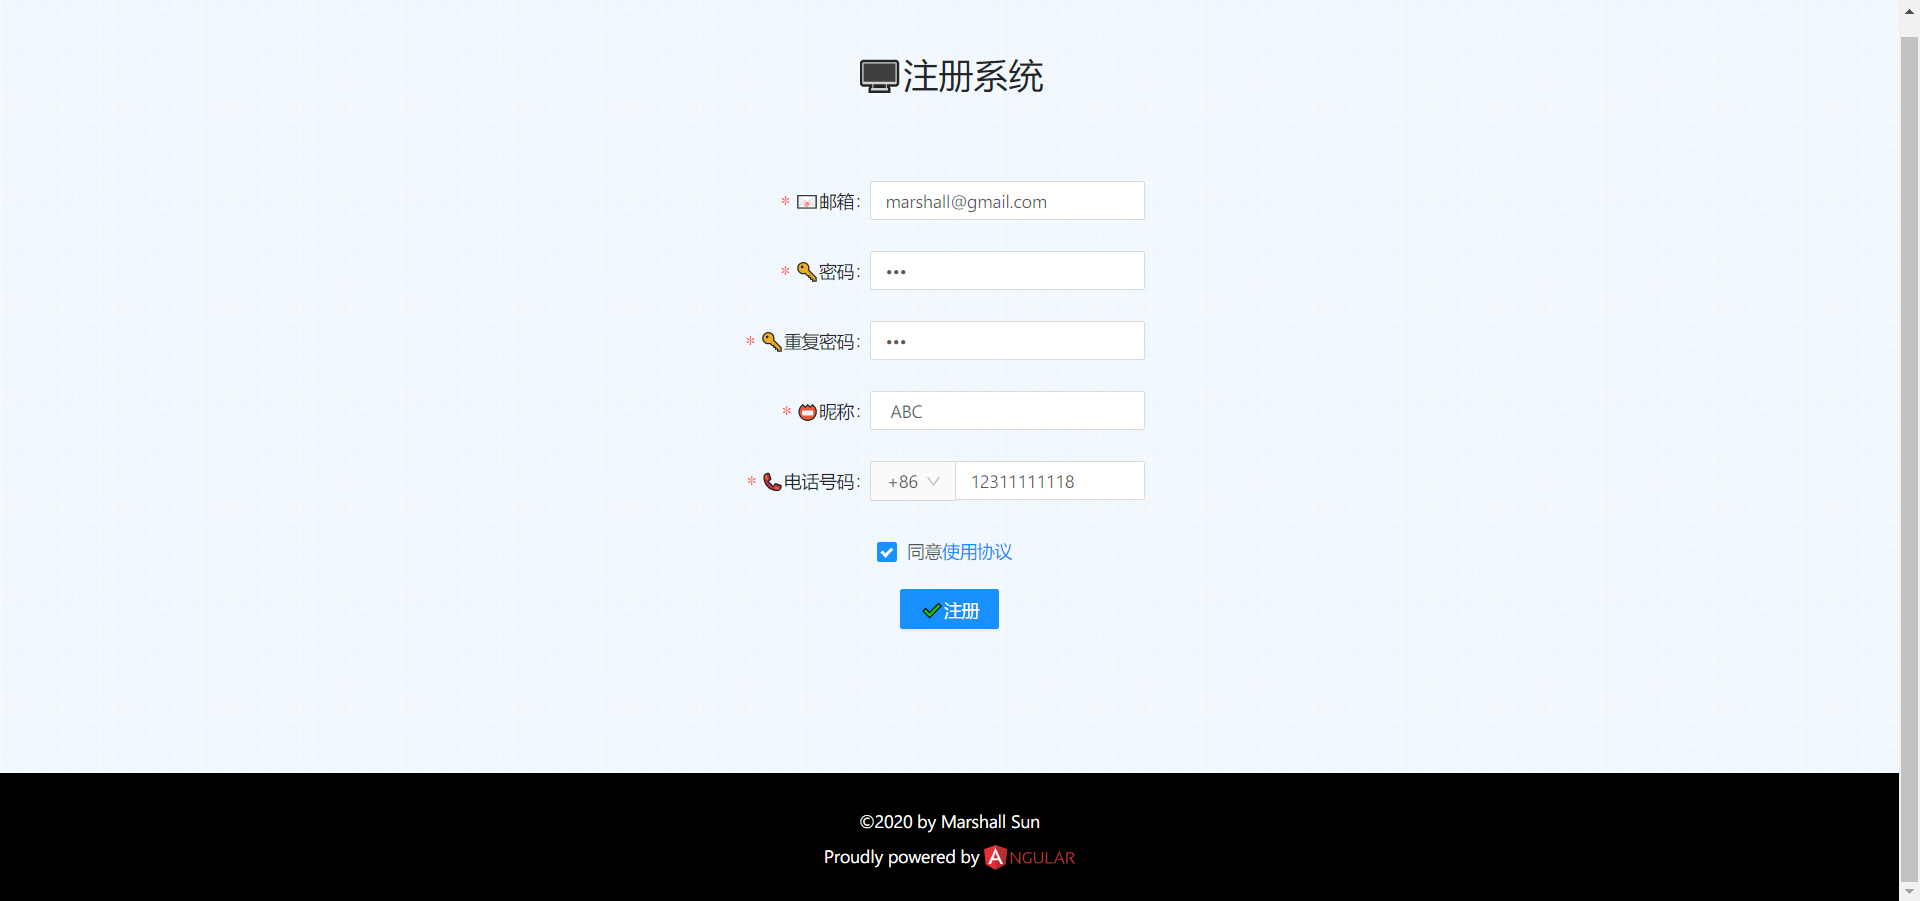 注册系统
* 邮箱: marshall@gmail.com
* 密码: •••
* 重复密码: •••
* 昵称: ABC
* 电话号码: +86 12311111118
同意使用协议
注册
©2020 by Marshall Sun
Proudly powered by ANGULAR